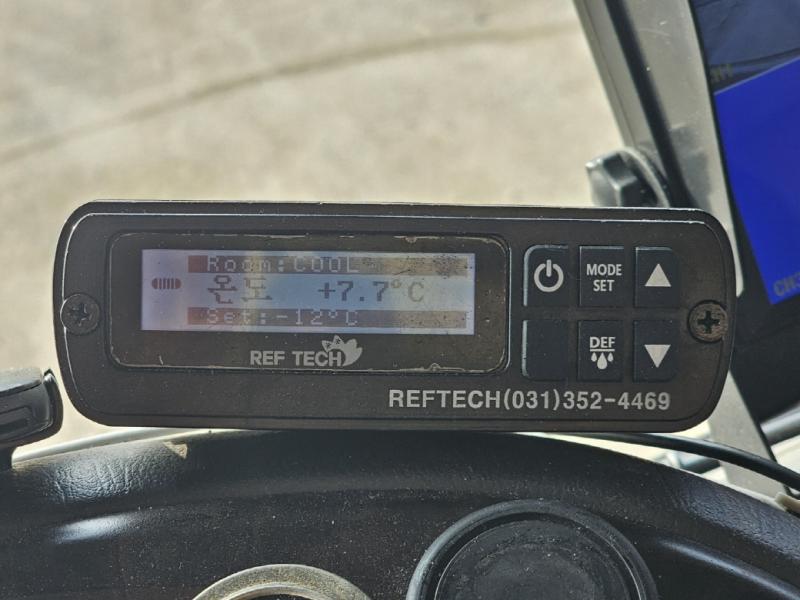 Room:COOL
온도 +7.7°C
Set:-12°C
REF TECH
MODE
SET
DEF
REFTECH(031)352-4469